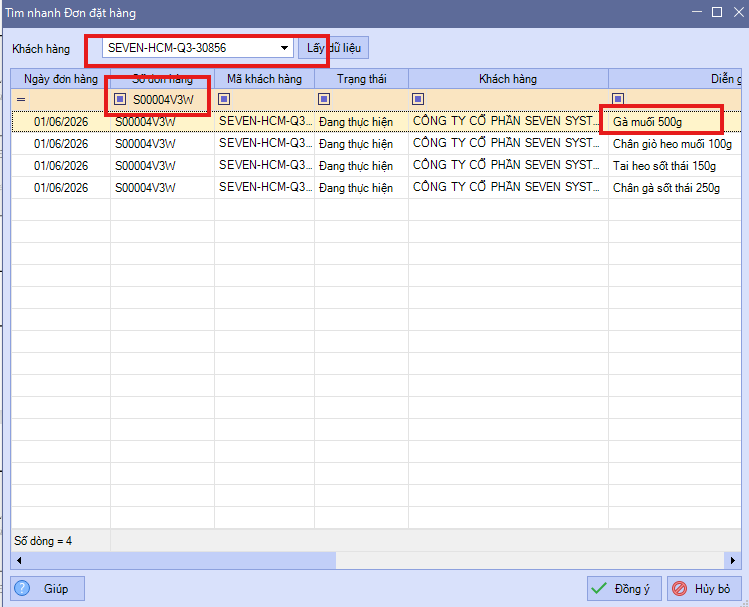 Tìm nhanh Đơn đặt hàng
Khách hàng SEVEN-HCM-Q3-30856 Lấy dữ liệu
Ngày đơn hàng Số đơn hàng Mã khách hàng Trạng thái Khách hàng Diễn g
= S00004V3W
01/06/2026 S00004V3W SEVEN-HCM-Q3... Đang thực hiện CÔNG TY CỔ PHẦN SEVEN SYST... Gà muối 500g
01/06/2026 S00004V3W SEVEN-HCM-Q3... Đang thực hiện CÔNG TY CỔ PHẦN SEVEN SYST... Chân giò heo muối 100g
01/06/2026 S00004V3W SEVEN-HCM-Q3... Đang thực hiện CÔNG TY CỔ PHẦN SEVEN SYST... Tai heo sốt thái 150g
01/06/2026 S00004V3W SEVEN-HCM-Q3... Đang thực hiện CÔNG TY CỔ PHẦN SEVEN SYST... Chân gà sốt thái 250g
Số dòng = 4
? Giúp Đồng ý Hủy bỏ